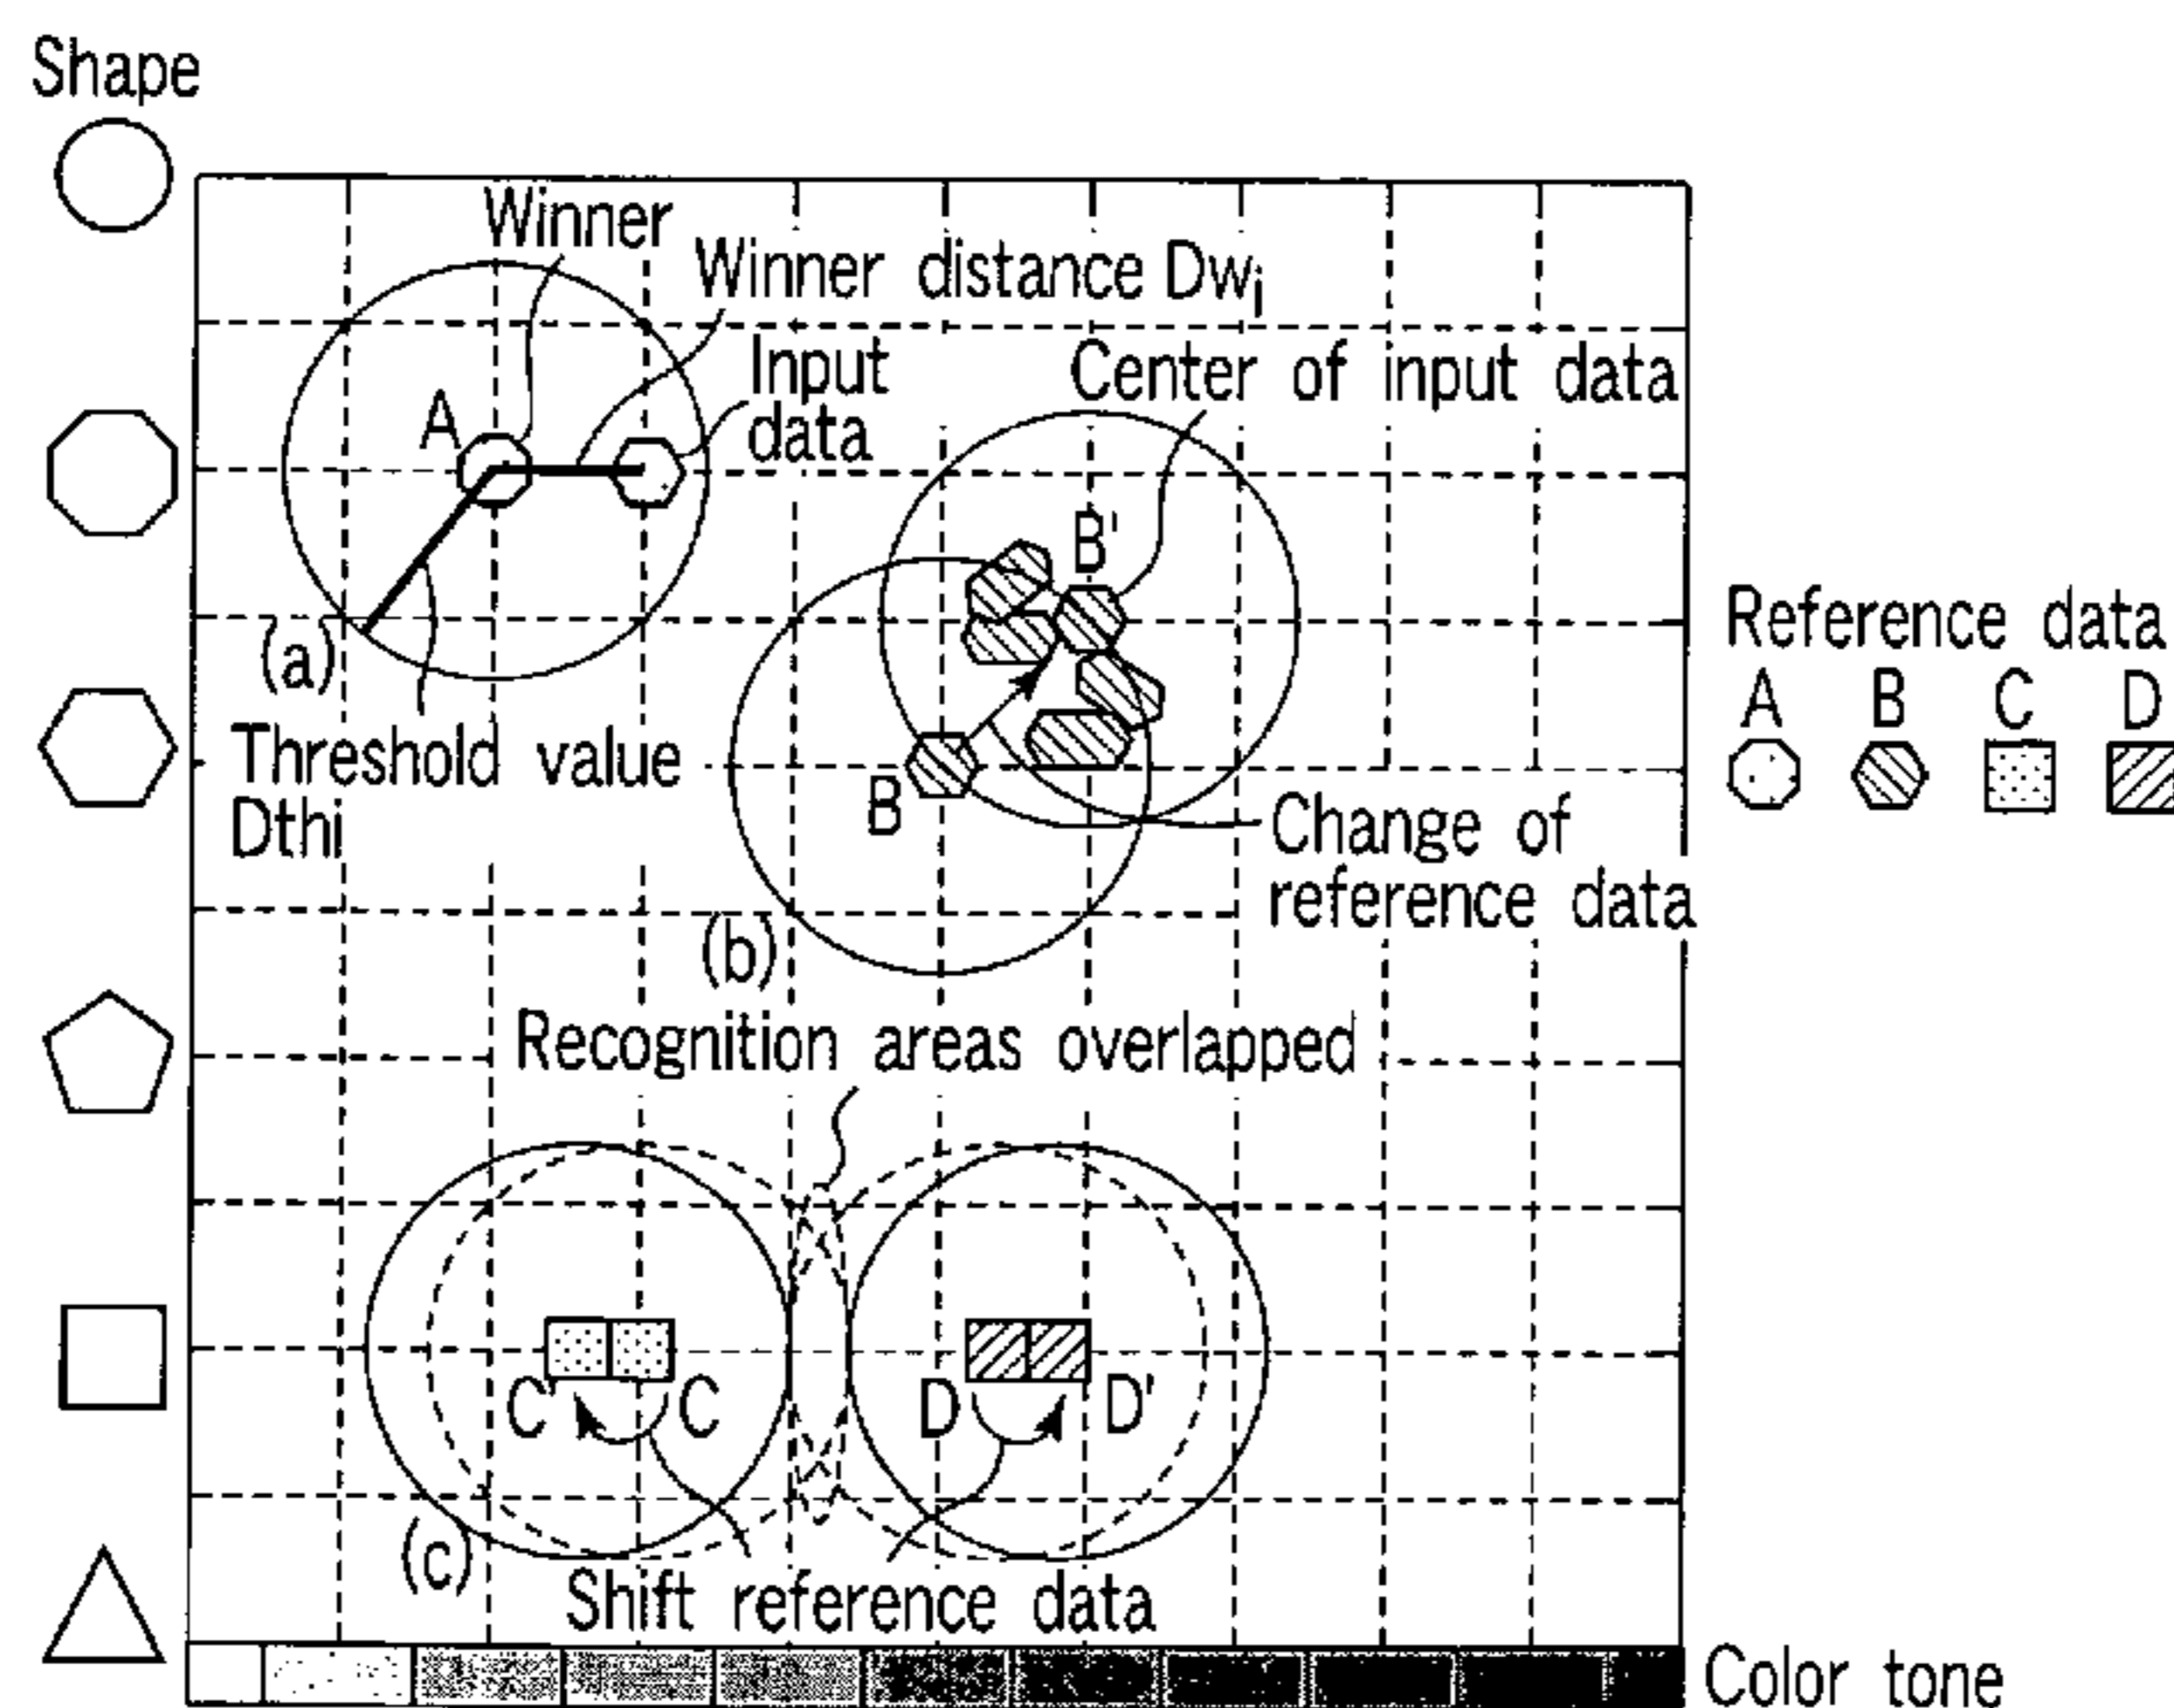 Shape
Winner
Winner distance Dwi
Input
data
Center of input data
A
B'
(a)
Threshold value
Dthi
B
Change of
reference data
(b)
Reference data
A B C D
Recognition areas overlapped
C' C D D'
(c)
Shift reference data
Color tone